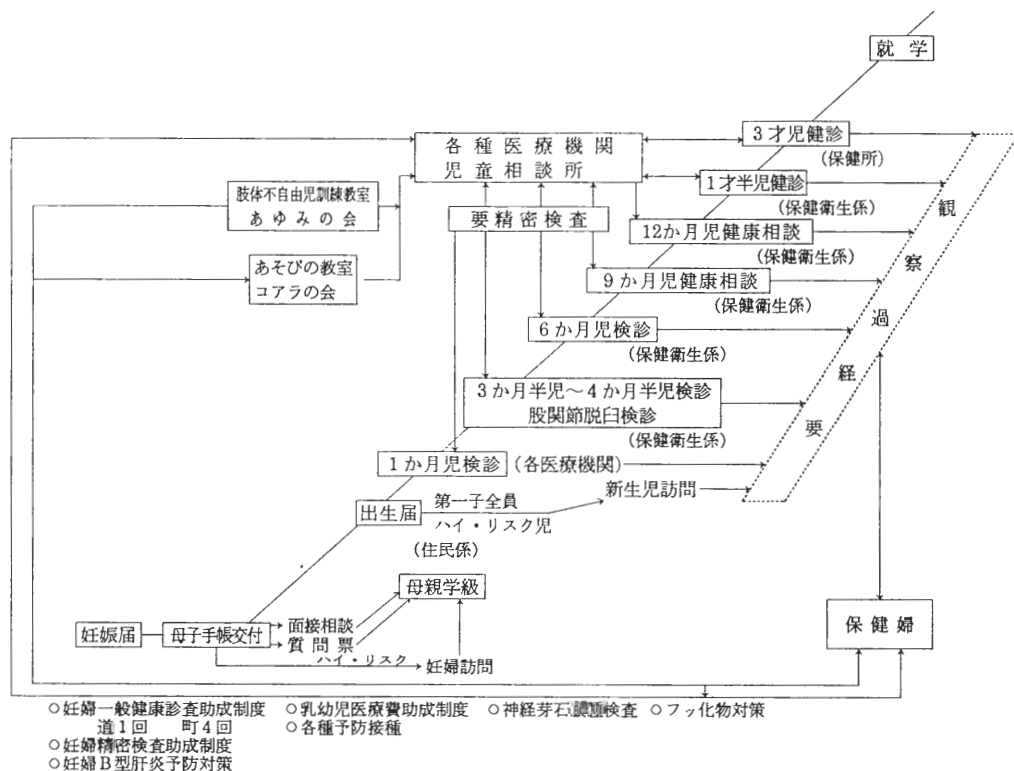 就学
3才児健診
(保健所)
各種医療機関
児童相談所
1才半児健診
(保健衛生係)
肢体不自由児訓練教室
あゆみの会
要精密検査
12か月児健康相談
(保健衛生係)
あそびの教室
コアラの会
9か月児健康相談
(保健衛生係)
6か月児検診
(保健衛生係)
3か月半児～4か月半児検診
股関節脱臼検診
(保健衛生係)
要経過観察
1か月児検診
(各医療機関)
新生児訪問
出生届
第一子全員
ハイ・リスク児
(住民係)
母親学級
保健婦
妊娠届
母子手帳交付
面接相談
質問票
ハイ・リスク
妊婦訪問
○妊婦一般健康診査助成制度
道1回 町4回
○妊婦精密検査助成制度
○妊婦B型肝炎予防対策
○乳幼児医療費助成制度
○各種予防接種
○神経芽検査
○フッ化物対策